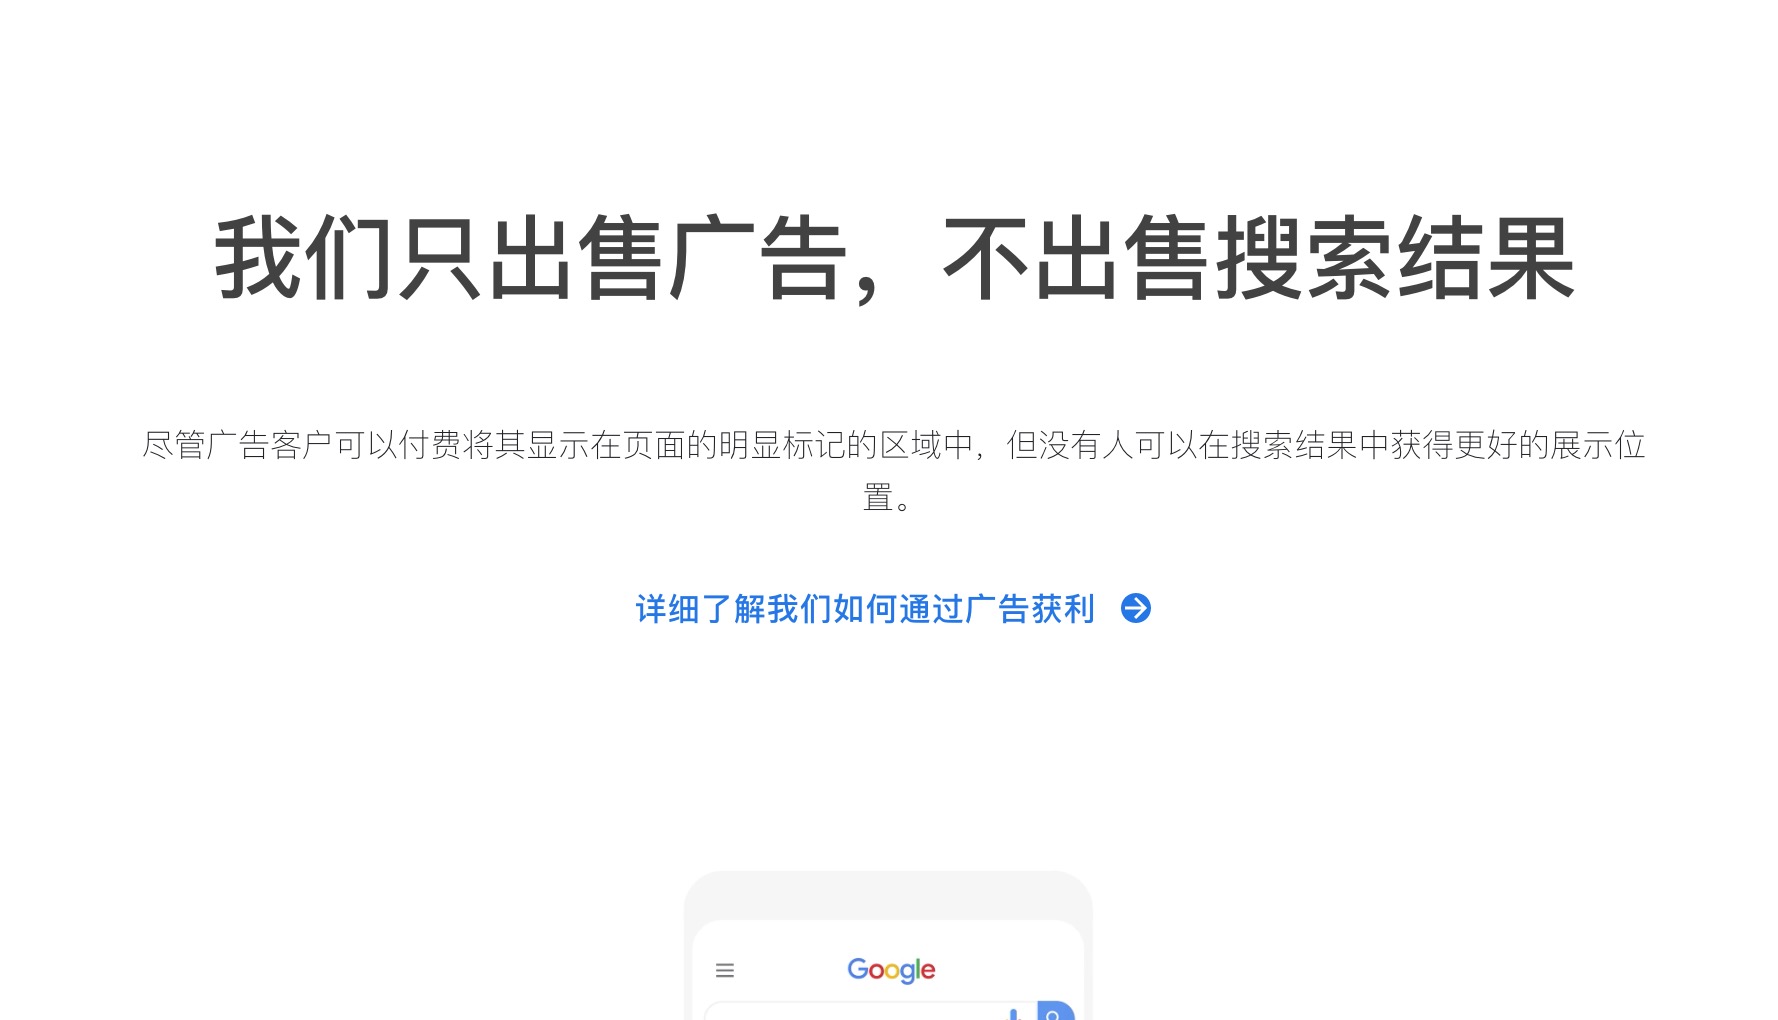 我们只出售广告，不出售搜索结果
尽管广告客户可以付费将其显示在页面的明显标记的区域中，但没有人可以在搜索结果中获得更好的展示位
置。
详细了解我们如何通过广告获利
Google